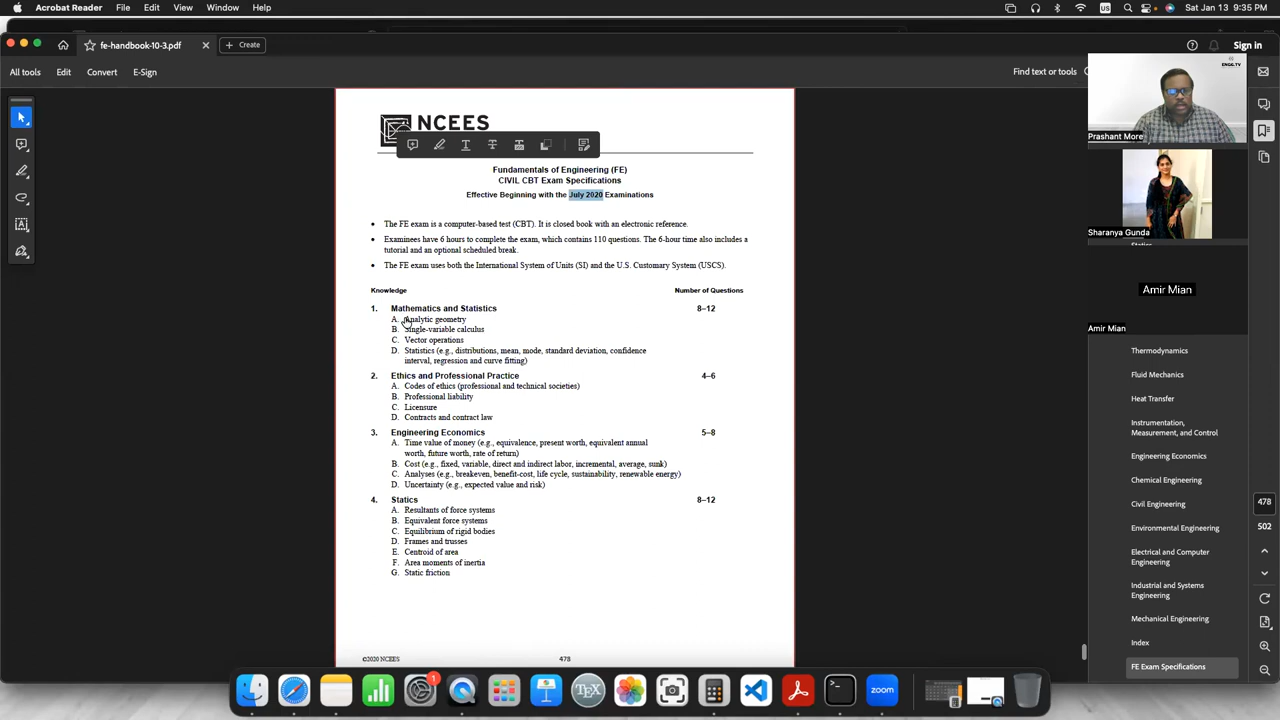 Acrobat Reader File Edit View Window Help
US Sat Jan 13 9:35 PM
fe-handbook-10-3.pdf
+ Create
Sign in
All tools Edit Convert E-Sign
Find text or tools
ENGG.TV
Prashant More
Sharanya Gunda
Statics
Amir Mian
Amir Mian
NCEES
Fundamentals of Engineering (FE)
CIVIL CBT Exam Specifications
Effective Beginning with the July 2020 Examinations
• The FE exam is a computer-based test (CBT). It is closed book with an electronic reference.
• Examinees have 6 hours to complete the exam, which contains 110 questions. The 6-hour time also includes a
tutorial and an optional scheduled break.
• The FE exam uses both the International System of Units (SI) and the U.S. Customary System (USCS).
Knowledge Number of Questions
1. Mathematics and Statistics 8–12
A. Analytic geometry
B. Single-variable calculus
C. Vector operations
D. Statistics (e.g., distributions, mean, mode, standard deviation, confidence
interval, regression and curve fitting)
2. Ethics and Professional Practice 4–6
A. Codes of ethics (professional and technical societies)
B. Professional liability
C. Licensure
D. Contracts and contract law
3. Engineering Economics 5–8
A. Time value of money (e.g., equivalence, present worth, equivalent annual
worth, future worth, rate of return)
B. Cost (e.g., fixed, variable, direct and indirect labor, incremental, average, sunk)
C. Analyses (e.g., breakeven, benefit-cost, life cycle, sustainability, renewable energy)
D. Uncertainty (e.g., expected value and risk)
4. Statics 8–12
A. Resultants of force systems
B. Equivalent force systems
C. Equilibrium of rigid bodies
D. Frames and trusses
E. Centroid of area
F. Area moments of inertia
G. Static friction
©2020 NCEES 478
Thermodynamics
Fluid Mechanics
Heat Transfer
Instrumentation,
Measurement, and Control
Engineering Economics
Chemical Engineering
Civil Engineering
Environmental Engineering
Electrical and Computer
Engineering
Industrial and Systems
Engineering
Mechanical Engineering
Index
FE Exam Specifications
478
502
1
TEX
zoom